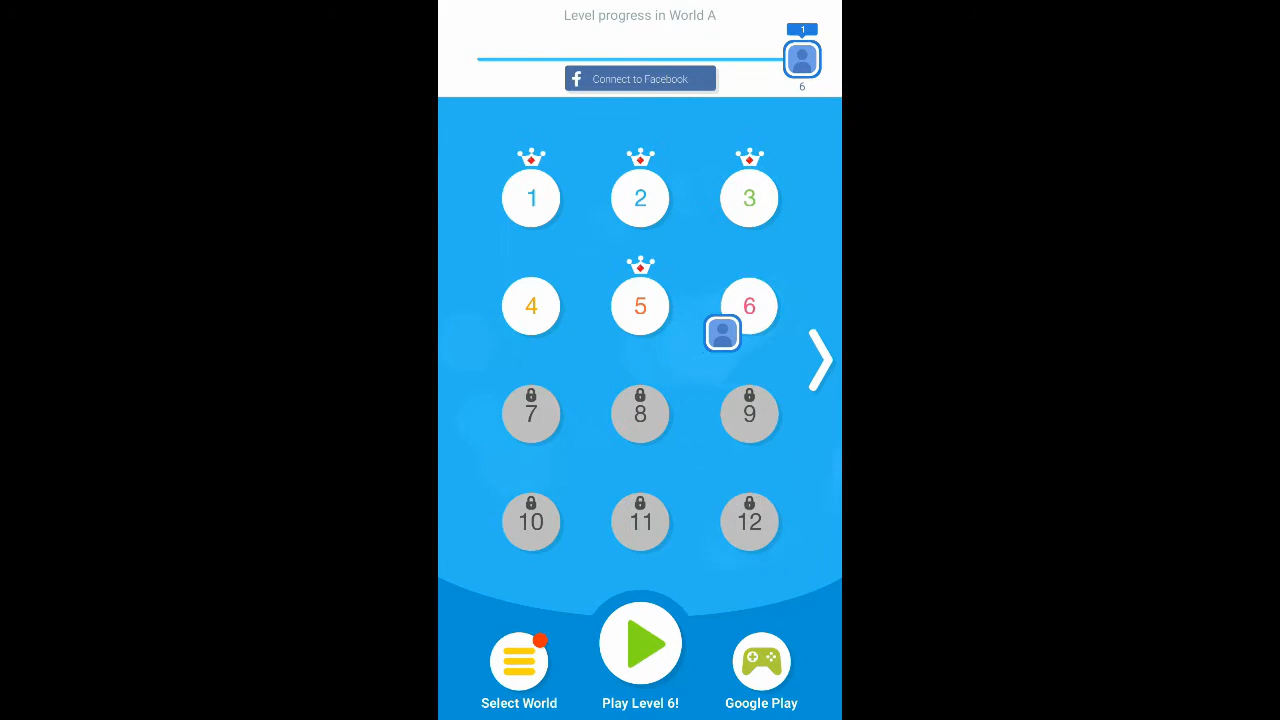 Level progress in World A
1
Connect to Facebook
6
1 2 3
4 5 6
7 8 9
10 11 12
Select World Play Level 6! Google Play